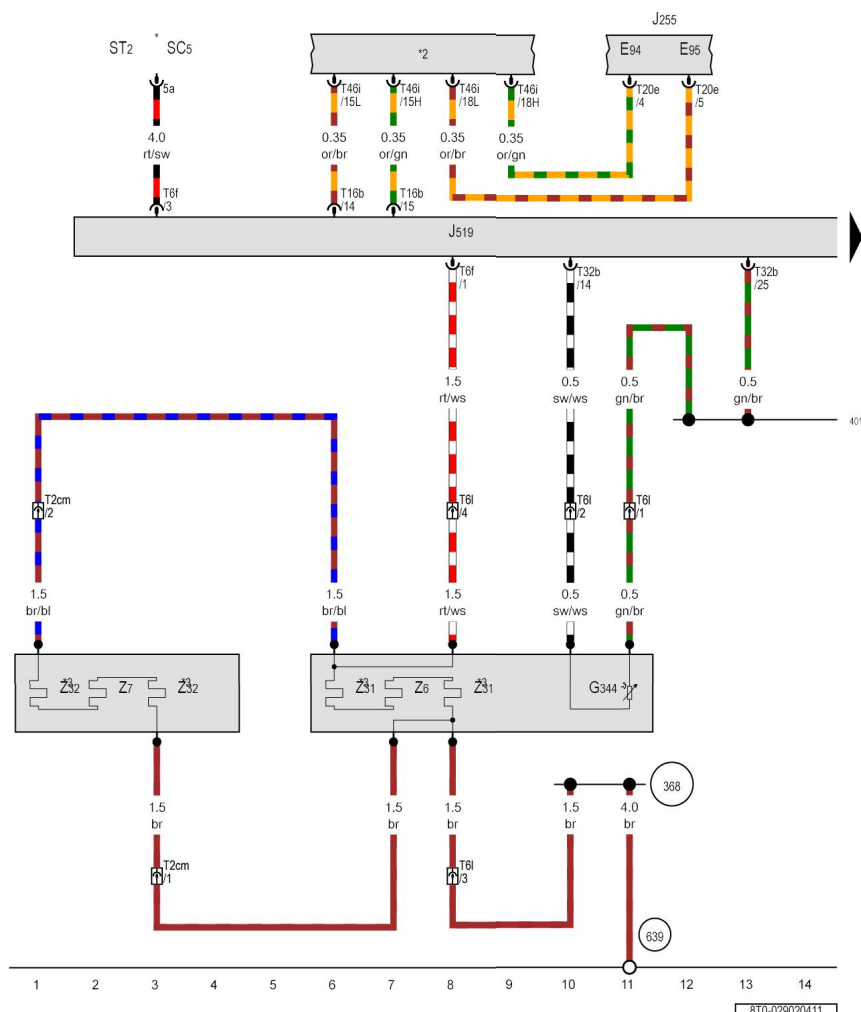 J255
ST2 * SC5
*2
E94 E95
5a
T46i /15L
T46i /15H
T46i /18L
T46i /18H
T20e /4
T20e /5
4.0 rt/sw
0.35 or/br
0.35 or/gn
0.35 or/br
0.35 or/gn
T6f /3
T16b /14
T16b /15
J519
T6f /1
T32b /14
T32b /25
1.5 rt/ws
0.5 sw/ws
0.5 gn/br
0.5 gn/br
401
T2cm /2
T6l /4
T6l /2
T6l /1
1.5 br/bl
1.5 br/bl
1.5 rt/ws
0.5 sw/ws
0.5 gn/br
*3 Z32
Z7
*3 Z32
*3 Z31
Z6
*3 Z31
G344
368
1.5 br
1.5 br
1.5 br
1.5 br
4.0 br
T2cm /1
T6l /3
639
1 2 3 4 5 6 7 8 9 10 11 12 13 14
8T0-029020411